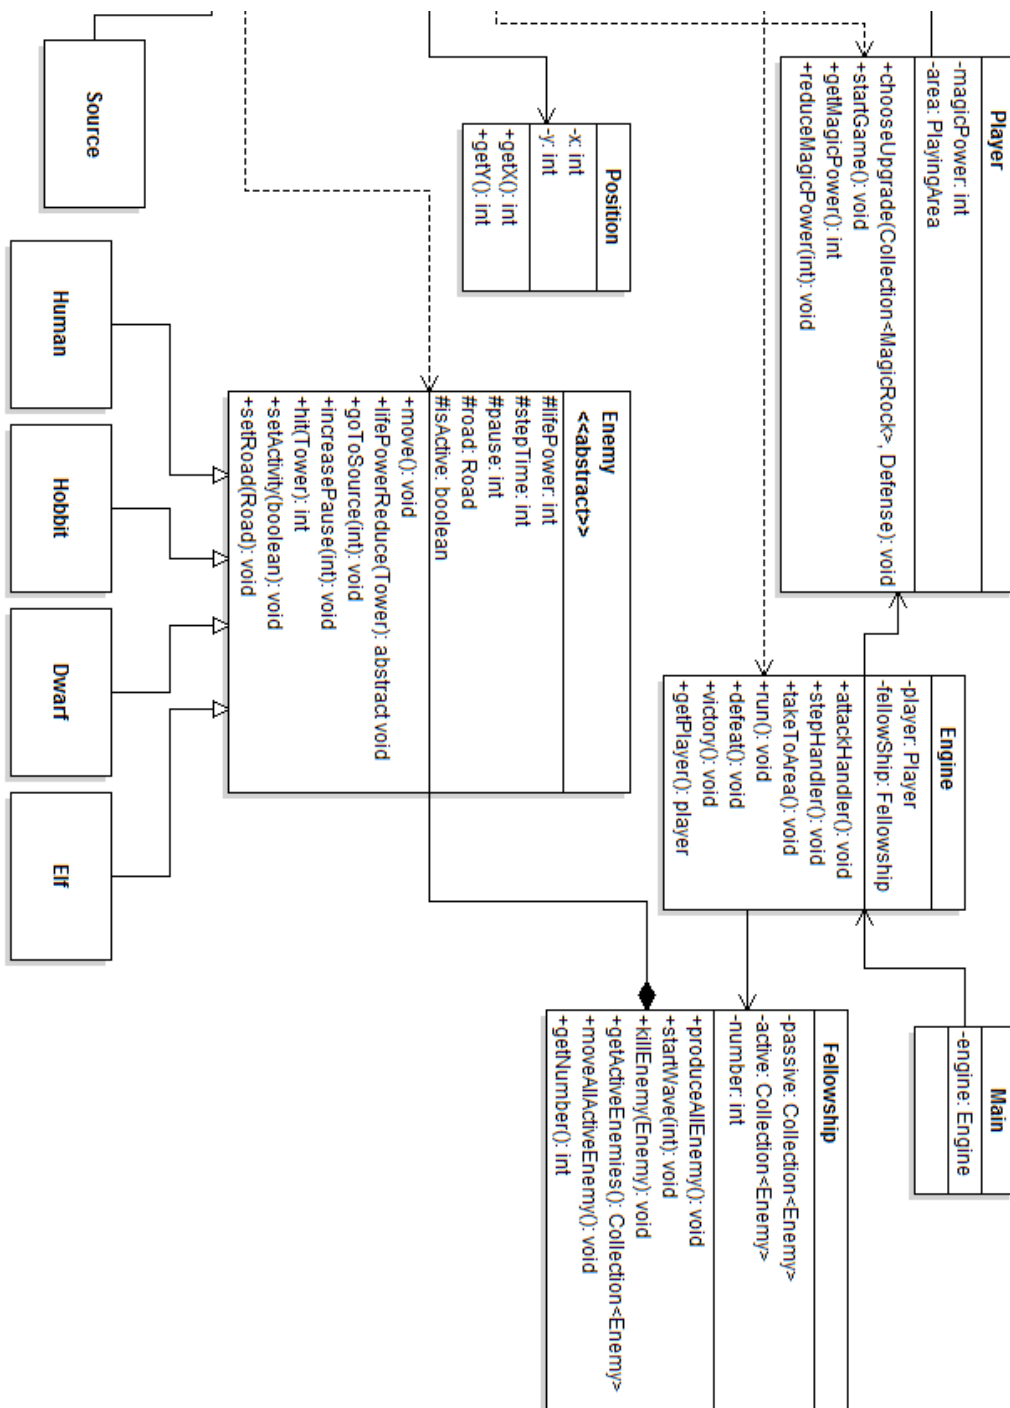 Player
-magicPower: int
-area: PlayingArea
+chooseUpgrade(Collection<MagicRock>, Defense): void
+startGame(): void
+getMagicPower(): int
+reduceMagicPower(int): void
Engine
-player: Player
-fellowShip: Fellowship
+attackHandler(): void
+stepHandler(): void
+takeToArea(): void
+run(): void
+defeat(): void
+victory(): void
+getPlayer(): player
Main
-engine: Engine
Fellowship
-passive: Collection<Enemy>
-active: Collection<Enemy>
-number: int
+produceAllEnemy(): void
+startWave(int): void
+killEnemy(Enemy): void
+getActiveEnemies(): Collection<Enemy>
+moveAllActiveEnemy(): void
+getNumber(): int
Position
-x: int
-y: int
+getX(): int
+getY(): int
Enemy
<<abstract>>
#lifePower: int
#stepTime: int
#pause: int
#road: Road
#isActive: boolean
+move(): void
+lifePowerReduce(Tower): abstract void
+goToSource(int): void
+increasePause(int): void
+hit(Tower): int
+setActivity(boolean): void
+setRoad(Road): void
Source
Human
Hobbit
Dwarf
Elf